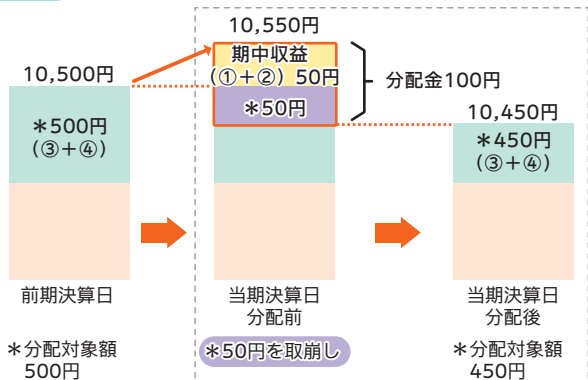 10,550円
期中収益
(①+②) 50円
分配金100円
10,500円
＊50円
10,450円
＊500円
(③+④)
＊450円
(③+④)
前期決算日
当期決算日
分配前
当期決算日
分配後
＊分配対象額
500円
＊50円を取崩し
＊分配対象額
450円